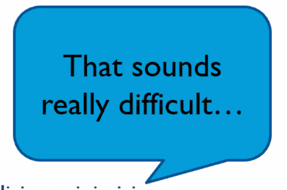 That sounds
really difficult…